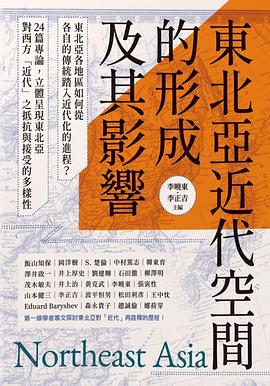 東北亞近代空間
的形成
及其影響
李曉東
李正吉
主編
東北亞各地區如何從
各自的傳統踏入近代化的進程？
24篇專論，立體呈現東北亞
對西方「近代」之抵抗與接受的多樣性
飯山知保｜岡洋樹｜S. 楚倫｜中村篤志｜韓東育
澤井啟一｜井上厚史｜劉建輝｜石田徹｜柳澤明
茂木敏夫｜井上治｜黃克武｜李曉東｜張寅性
山本健三｜李正吉｜波平恒男｜松田利彥｜王中忱
Eduard Baryshev｜森永貴子｜趙誠倫｜娜荷芽
第一線學者專文探討東北亞對「近代」再詮釋的歷程！
Northeast Asia